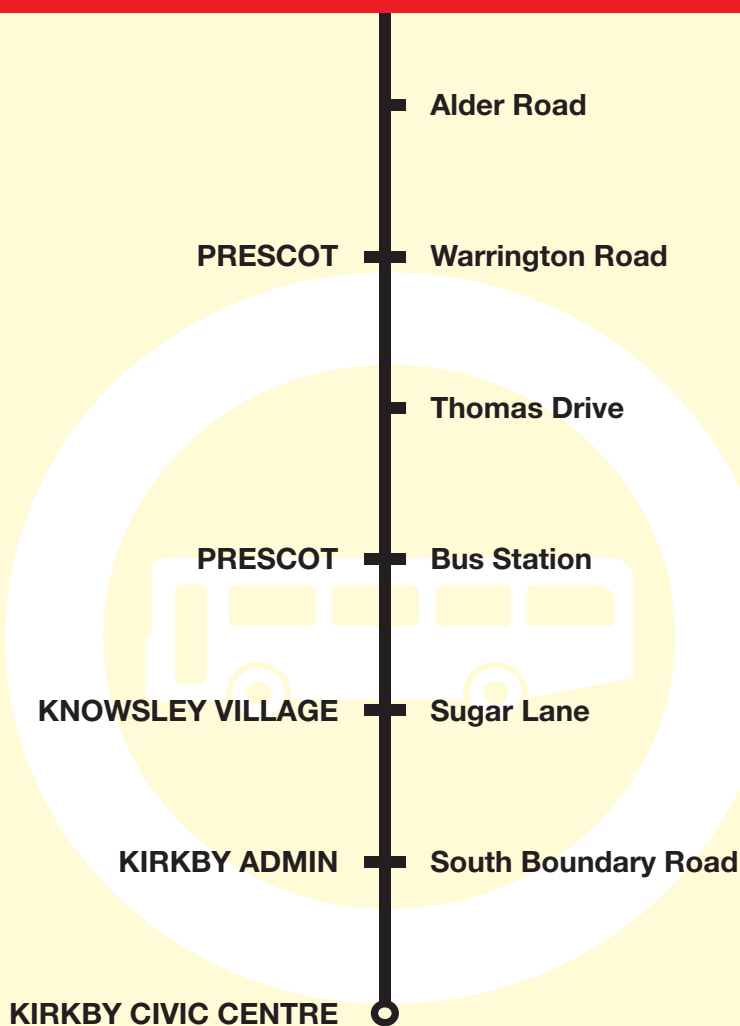 Alder Road
PRESCOT Warrington Road
Thomas Drive
PRESCOT Bus Station
KNOWSLEY VILLAGE Sugar Lane
KIRKBY ADMIN South Boundary Road
KIRKBY CIVIC CENTRE